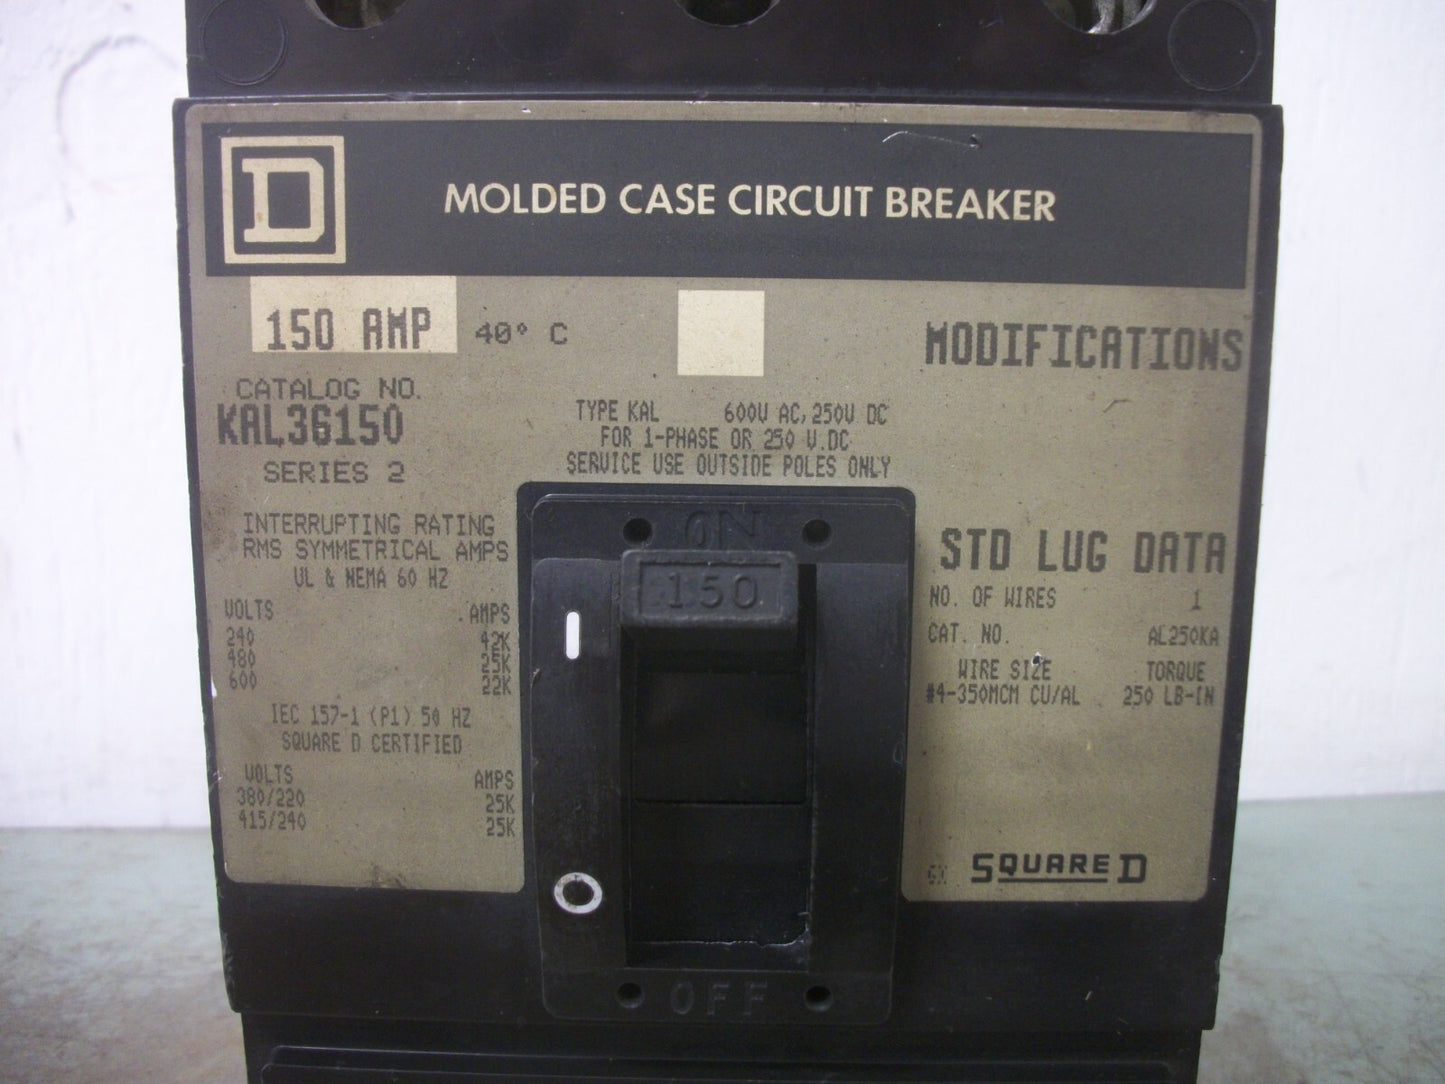 D
MOLDED CASE CIRCUIT BREAKER
150 AMP 40° C
CATALOG NO.
KAL36150
SERIES 2
INTERRUPTING RATING
RMS SYMMETRICAL AMPS
UL & NEMA 60 HZ
VOLTS AMPS
240 42K
480 25K
600 22K
IEC 157-1 (P1) 50 HZ
SQUARE D CERTIFIED
VOLTS AMPS
380/220 25K
415/240 25K
TYPE KAL 600V AC, 250V DC
FOR 1-PHASE OR 250 V.DC
SERVICE USE OUTSIDE POLES ONLY
ON
150
OFF
MODIFICATIONS
STD LUG DATA
NO. OF WIRES 1
CAT. NO. AL250KA
WIRE SIZE TORQUE
#4-350MCM CU/AL 250 LB-IN
SQUARE D